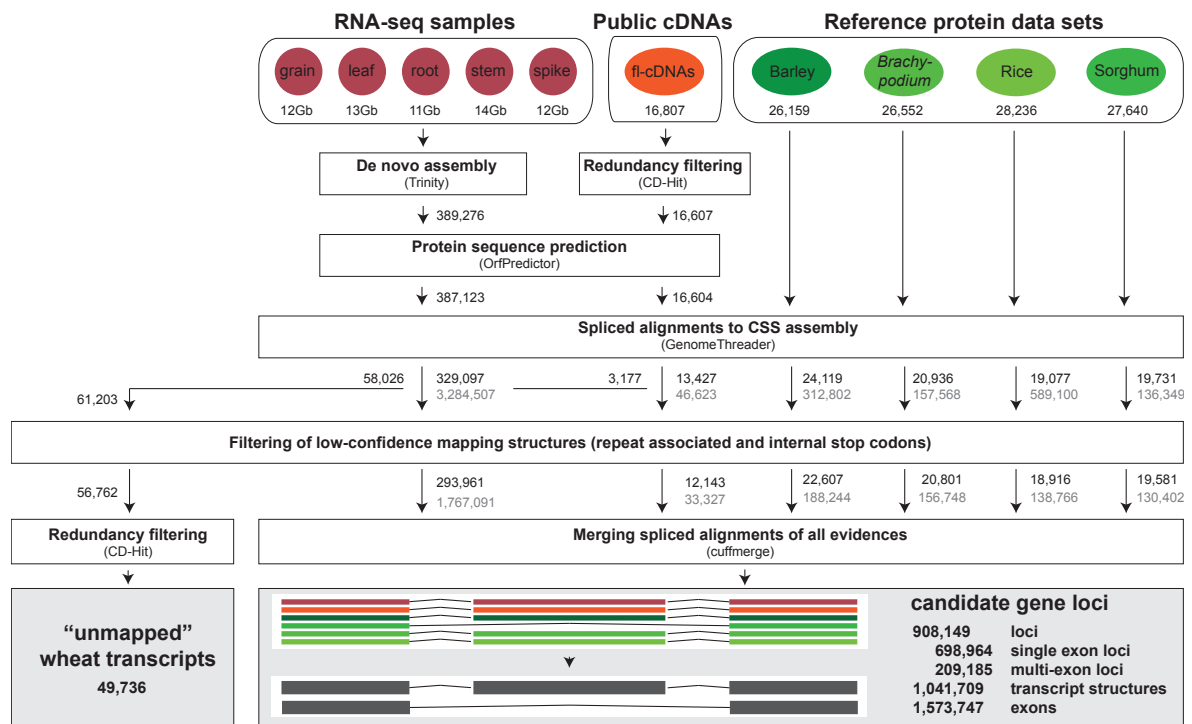 RNA-seq samples Public cDNAs Reference protein data sets
grain leaf root stem spike fl-cDNAs Barley Brachy-
podium Rice Sorghum
12Gb 13Gb 11Gb 14Gb 12Gb 16,807 26,159 26,552 28,236 27,640
De novo assembly
(Trinity)
Redundancy filtering
(CD-Hit)
389,276 16,607
Protein sequence prediction
(OrfPredictor)
387,123 16,604
Spliced alignments to CSS assembly
(GenomeThreader)
58,026 329,097 3,177 13,427 24,119 20,936 19,077 19,731
61,203 3,284,507 46,623 312,802 157,568 589,100 136,349
Filtering of low-confidence mapping structures (repeat associated and internal stop codons)
56,762 293,961 12,143 22,607 20,801 18,916 19,581
1,767,091 33,327 188,244 156,748 138,766 130,402
Redundancy filtering
(CD-Hit)
Merging spliced alignments of all evidences
(cuffmerge)
"unmapped"
wheat transcripts
49,736
candidate gene loci
908,149 loci
698,964 single exon loci
209,185 multi-exon loci
1,041,709 transcript structures
1,573,747 exons